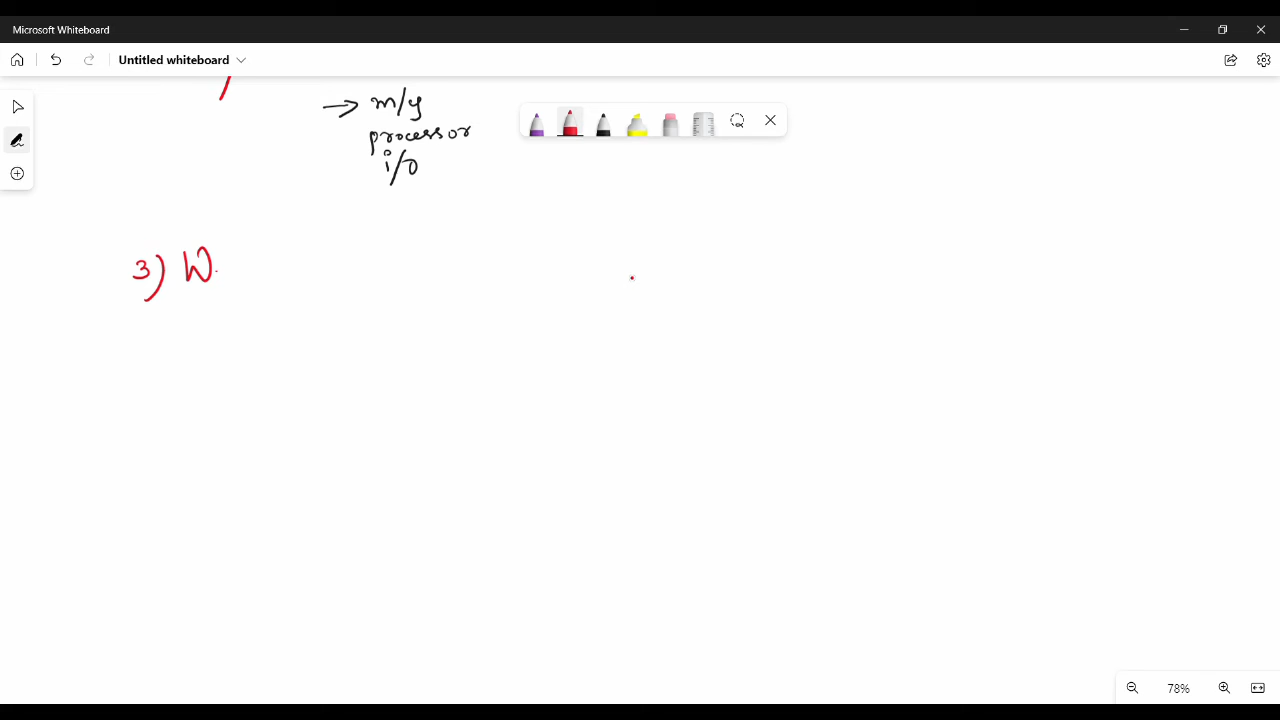 Microsoft Whiteboard
Untitled whiteboard
→ m/y
processor
i/o
3) W
78%